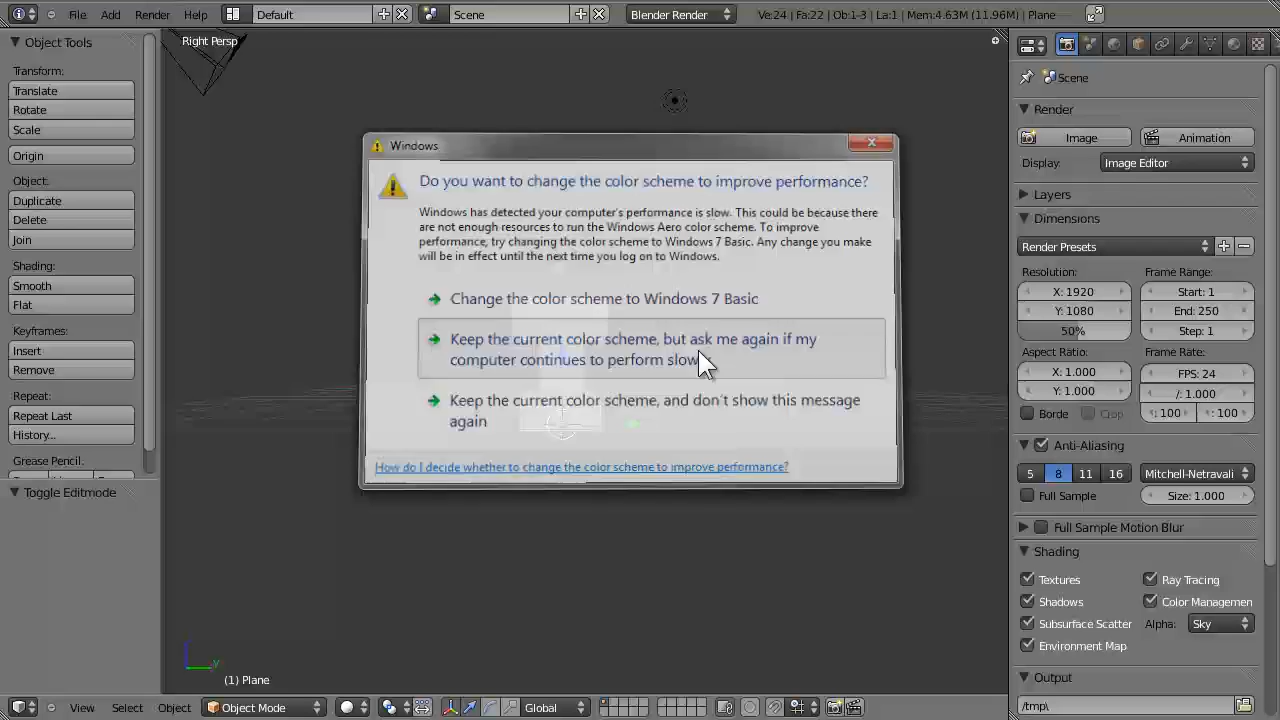 File Add Render Help Default Scene Blender Render Ve:24 | Fa:22 | Ob:1-3 | La:1 | Mem:4.63M (11.96M) | Plane
Object Tools
Transform:
Translate
Rotate
Scale
Origin
Object:
Duplicate
Delete
Join
Shading:
Smooth
Flat
Keyframes:
Insert
Remove
Repeat:
Repeat Last
History...
Grease Pencil:
Toggle Editmode
Right Persp
Windows
Do you want to change the color scheme to improve performance?
Windows has detected your computer's performance is slow. This could be because there
are not enough resources to run the Windows Aero color scheme. To improve
performance, try changing the color scheme to Windows 7 Basic. Any change you make
will be in effect until the next time you log on to Windows.
Change the color scheme to Windows 7 Basic
Keep the current color scheme, but ask me again if my
computer continues to perform slow
Keep the current color scheme, and don't show this message
again
How do I decide whether to change the color scheme to improve performance?
y
(1) Plane
View Select Object Object Mode Global
Scene
Render
Image Animation
Display: Image Editor
Layers
Dimensions
Render Presets
Resolution: Frame Range:
X: 1920 Start: 1
Y: 1080 End: 250
50% Step: 1
Aspect Ratio: Frame Rate:
X: 1.000 FPS: 24
Y: 1.000 /: 1.000
Borde Crop : 100 : 100
Anti-Aliasing
5 8 11 16 Mitchell-Netravali
Full Sample Size: 1.000
Full Sample Motion Blur
Shading
Textures Ray Tracing
Shadows Color Managemen
Subsurface Scatter Alpha: Sky
Environment Map
Output
/tmp\